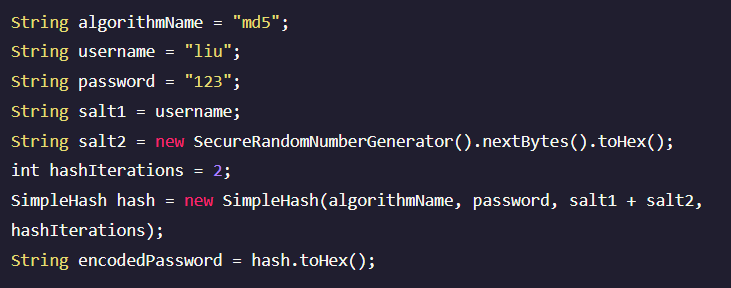 String algorithmName = "md5";
String username = "liu";
String password = "123";
String salt1 = username;
String salt2 = new SecureRandomNumberGenerator().nextBytes().toHex();
int hashIterations = 2;
SimpleHash hash = new SimpleHash(algorithmName, password, salt1 + salt2,
hashIterations);
String encodedPassword = hash.toHex();